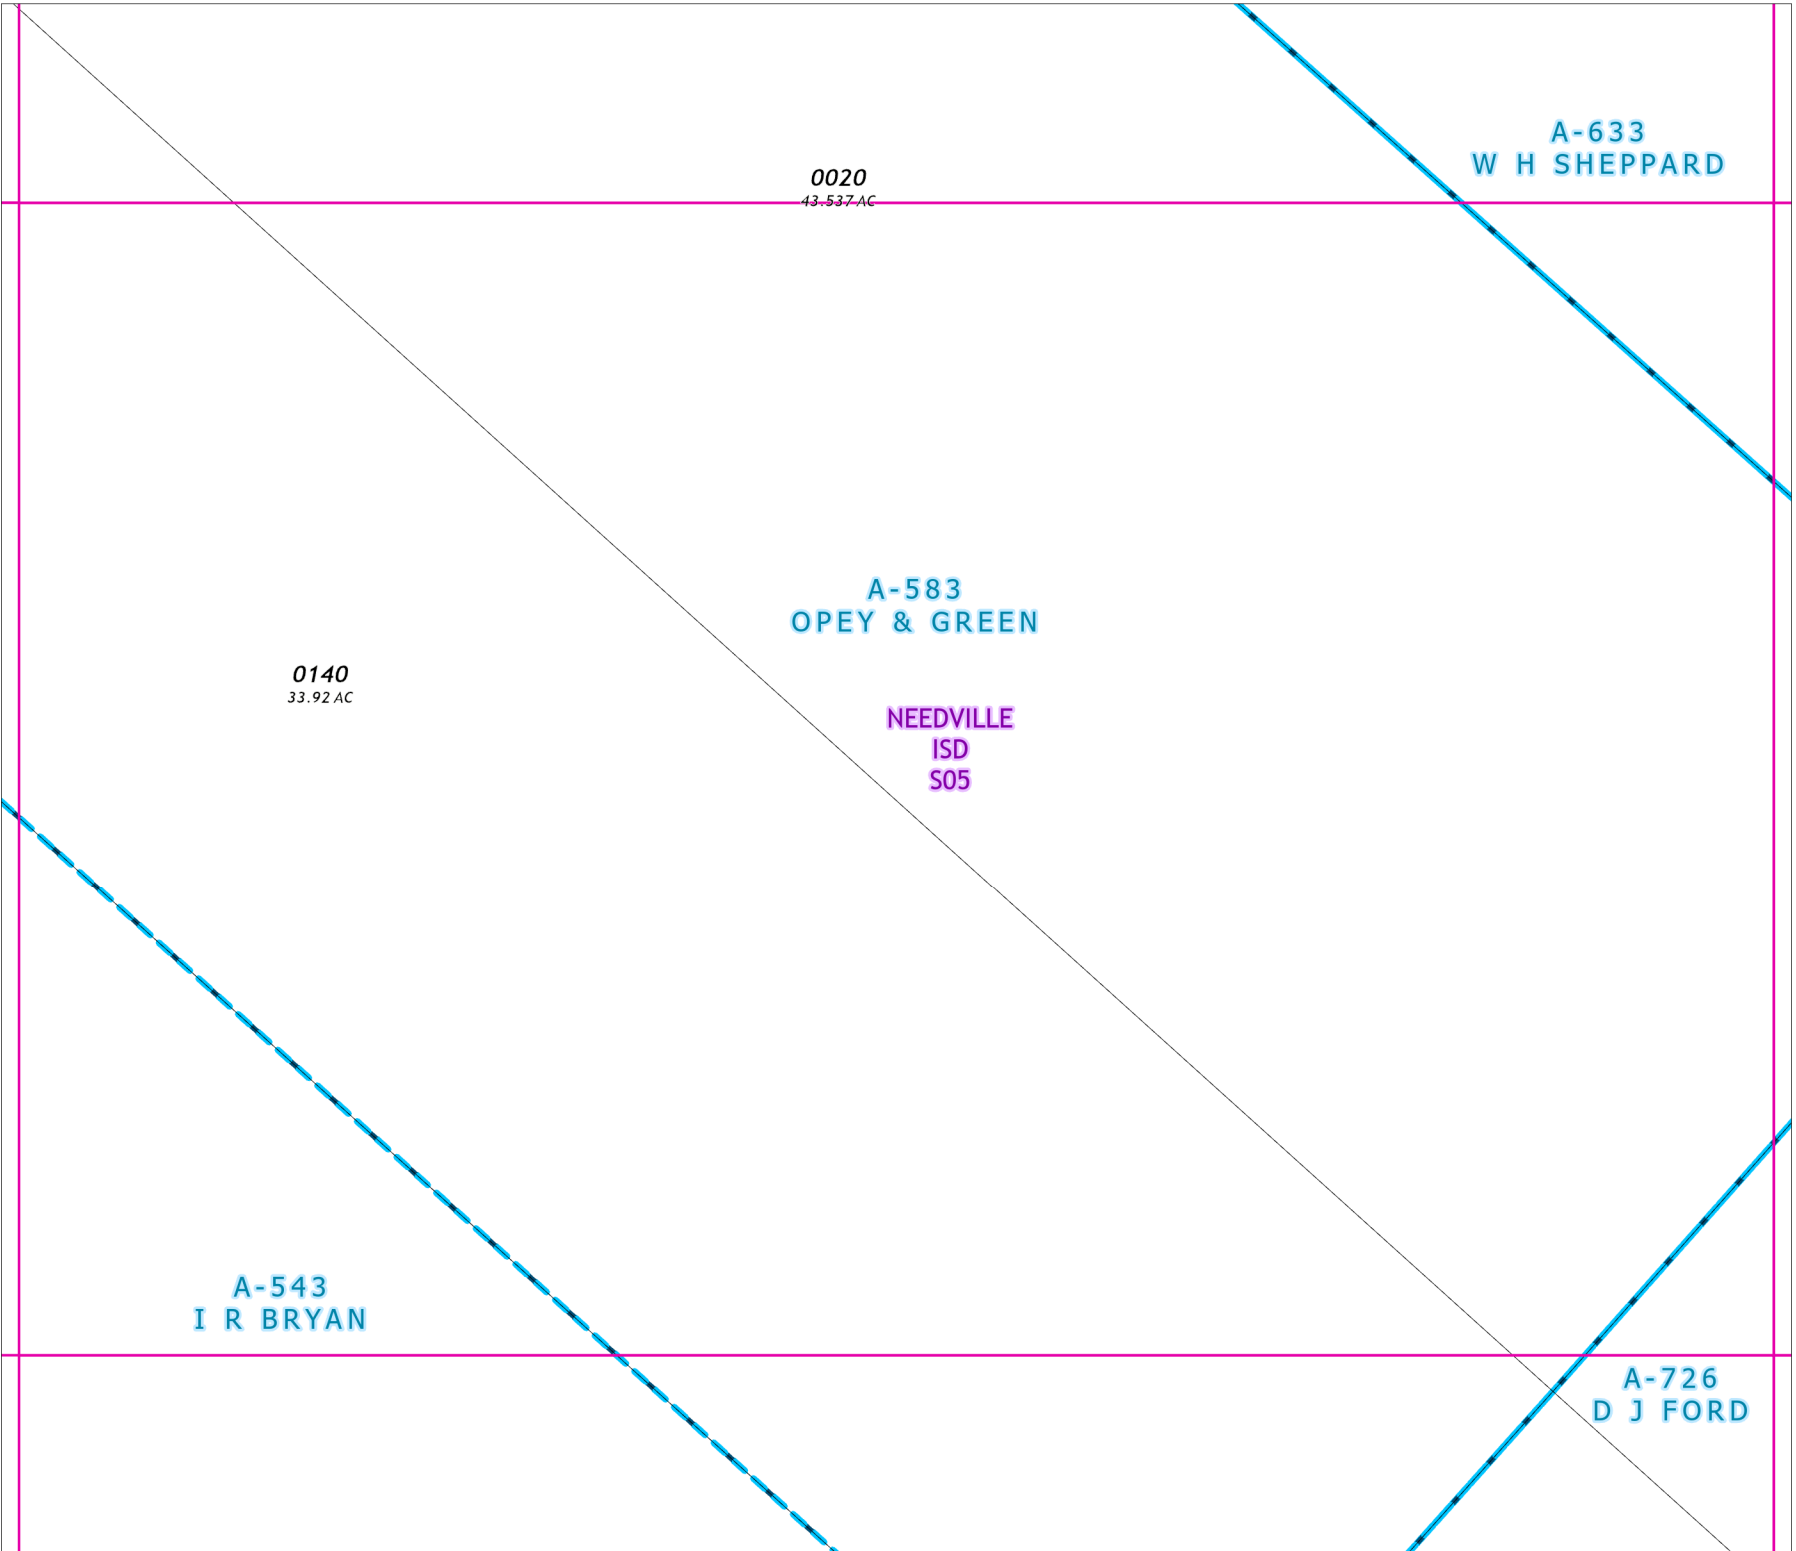 A-633
W H SHEPPARD
0020
43.537 AC
A-583
OPEY & GREEN
0140
33.92 AC
NEEDVILLE
ISD
S05
A-543
I R BRYAN
A-726
D J FORD